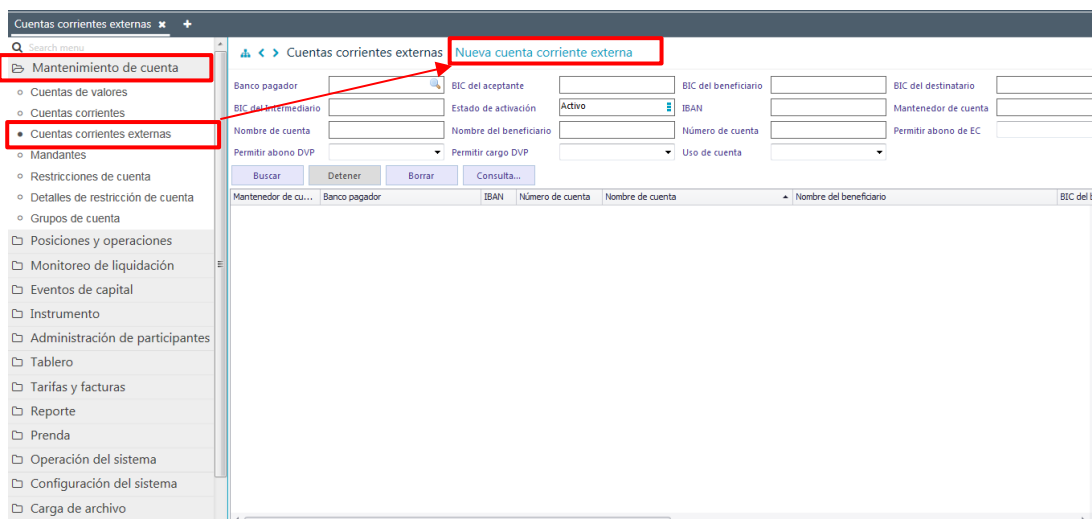 Cuentas corrientes externas × +
Search menu
Mantenimiento de cuenta
Cuentas de valores
Cuentas corrientes
Cuentas corrientes externas
Mandantes
Restricciones de cuenta
Detalles de restricción de cuenta
Grupos de cuenta
Posiciones y operaciones
Monitoreo de liquidación
Eventos de capital
Instrumento
Administración de participantes
Tablero
Tarifas y facturas
Reporte
Prenda
Operación del sistema
Configuración del sistema
Carga de archivo
Cuentas corrientes externas Nueva cuenta corriente externa
Banco pagador BIC del aceptante BIC del beneficiario BIC del destinatario
BIC del Intermediario Estado de activación Activo IBAN Mantenedor de cuenta
Nombre de cuenta Nombre del beneficiario Número de cuenta Permitir abono de EC
Permitir abono DVP Permitir cargo DVP Uso de cuenta
Buscar Detener Borrar Consulta...
Mantenedor de cu... Banco pagador IBAN Número de cuenta Nombre de cuenta Nombre del beneficiario BIC del